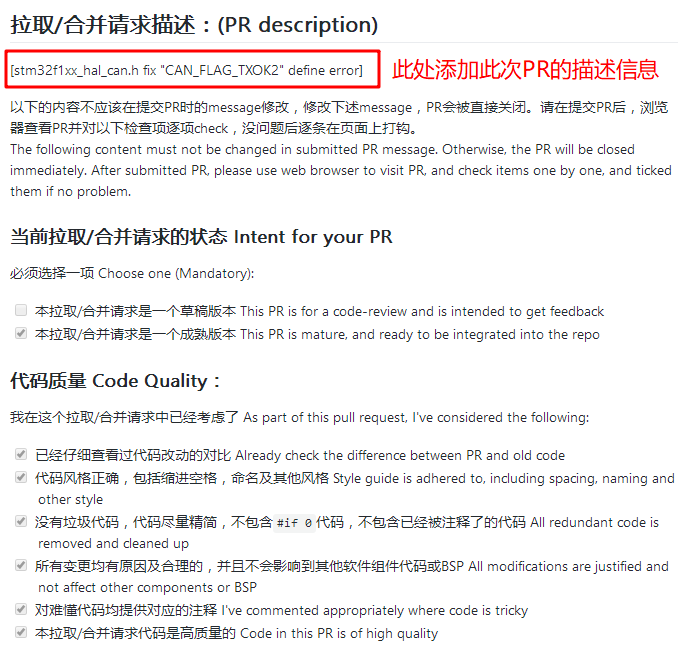 拉取/合并请求描述：(PR description)
[stm32f1xx_hal_can.h fix "CAN_FLAG_TXOK2" define error]
此处添加此次PR的描述信息
以下的内容不应该在提交PR时的message修改，修改下述message，PR会被直接关闭。请在提交PR后，浏览
器查看PR并对以下检查项逐项check，没问题后逐条在页面上打钩。
The following content must not be changed in submitted PR message. Otherwise, the PR will be closed
immediately. After submitted PR, please use web browser to visit PR, and check items one by one, and ticked
them if no problem.
当前拉取/合并请求的状态 Intent for your PR
必须选择一项 Choose one (Mandatory):
本拉取/合并请求是一个草稿版本 This PR is for a code-review and is intended to get feedback
本拉取/合并请求是一个成熟版本 This PR is mature, and ready to be integrated into the repo
代码质量 Code Quality：
我在这个拉取/合并请求中已经考虑了 As part of this pull request, I've considered the following:
已经仔细查看过代码改动的对比 Already check the difference between PR and old code
代码风格正确，包括缩进空格，命名及其他风格 Style guide is adhered to, including spacing, naming and
other style
没有垃圾代码，代码尽量精简，不包含 #if 0 代码，不包含已经被注释了的代码 All redundant code is
removed and cleaned up
所有变更均有原因及合理的，并且不会影响到其他软件组件代码或BSP All modifications are justified and
not affect other components or BSP
对难懂代码均提供对应的注释 I've commented appropriately where code is tricky
本拉取/合并请求代码是高质量的 Code in this PR is of high quality